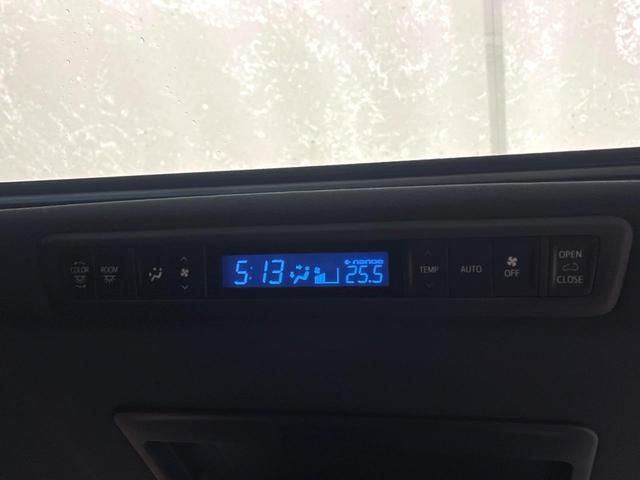 COLOR
ROOM
5:13
nanoe
25.5
TEMP
AUTO
OFF
OPEN
CLOSE